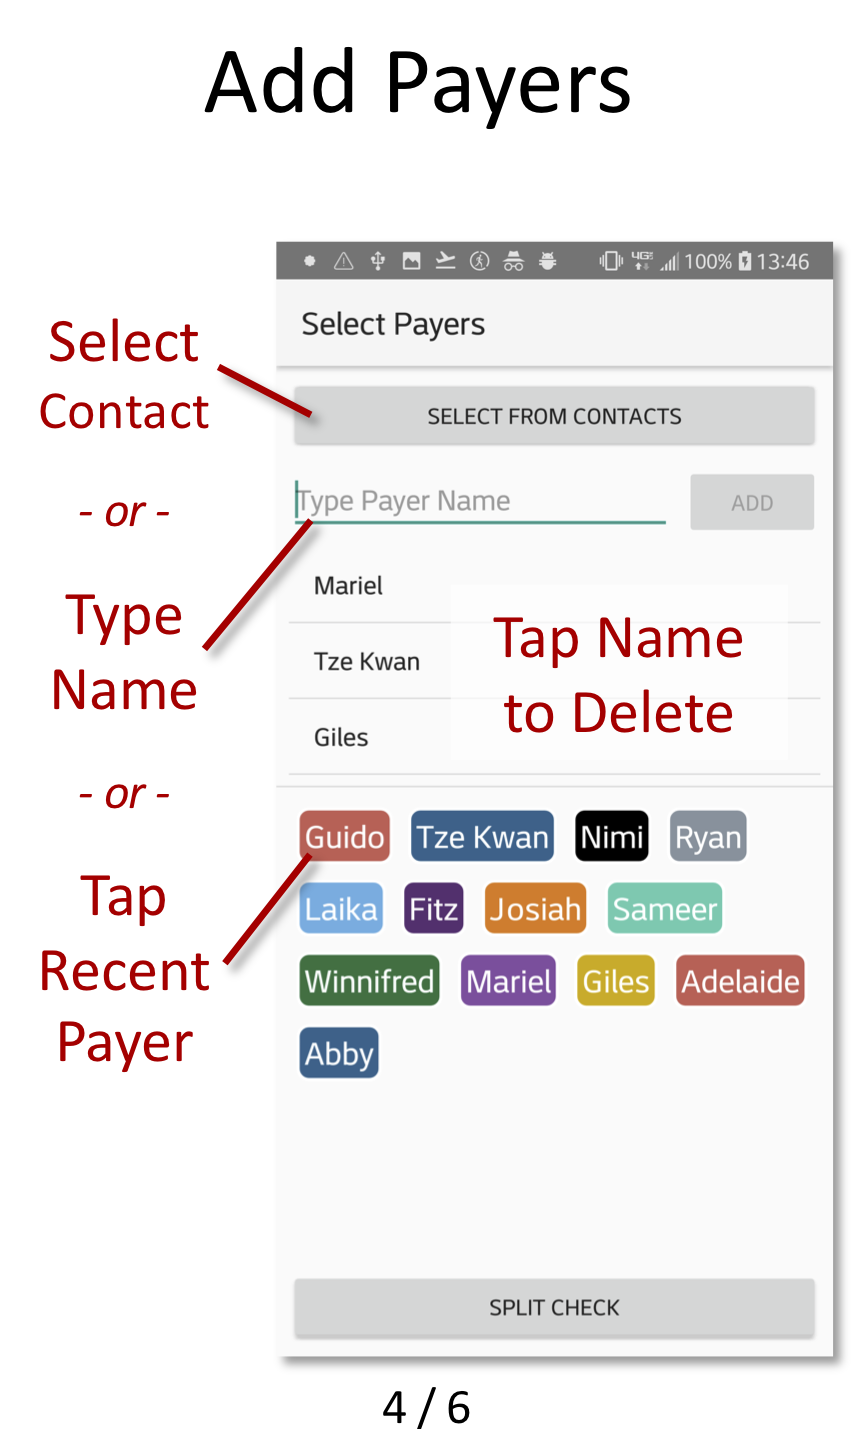 Add Payers
4G
100%
13:46
Select Payers
Select
Contact
SELECT FROM CONTACTS
- or -
Type Payer Name
ADD
Type
Name
Mariel
Tze Kwan
Giles
Tap Name
to Delete
- or -
Tap
Recent
Payer
Guido Tze Kwan Nimi Ryan
Laika Fitz Josiah Sameer
Winnifred Mariel Giles Adelaide
Abby
SPLIT CHECK
4 / 6